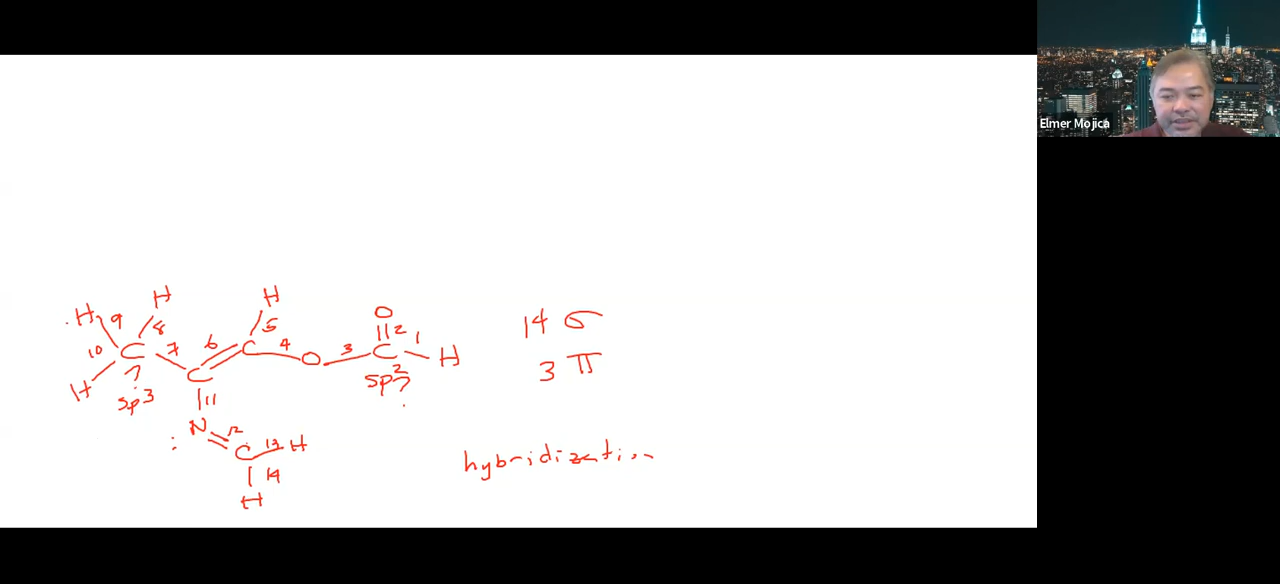 Elmer Mojica
H
H
O
.H
9
8
5
||
2
1
10
C
7
6
C
4
O
3
C
H
H
?
C
sp2
?
sp3
11
N
12
:
C
13
H
14
H
14 σ
3 π
hybridization